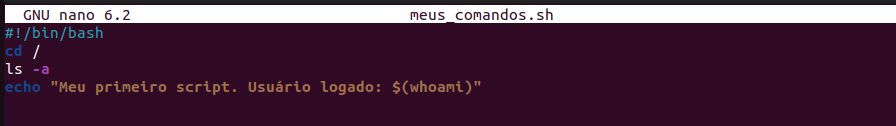 GNU nano 6.2 meus_comandos.sh
#!/bin/bash
cd /
ls -a
echo "Meu primeiro script. Usuário logado: $(whoami)"